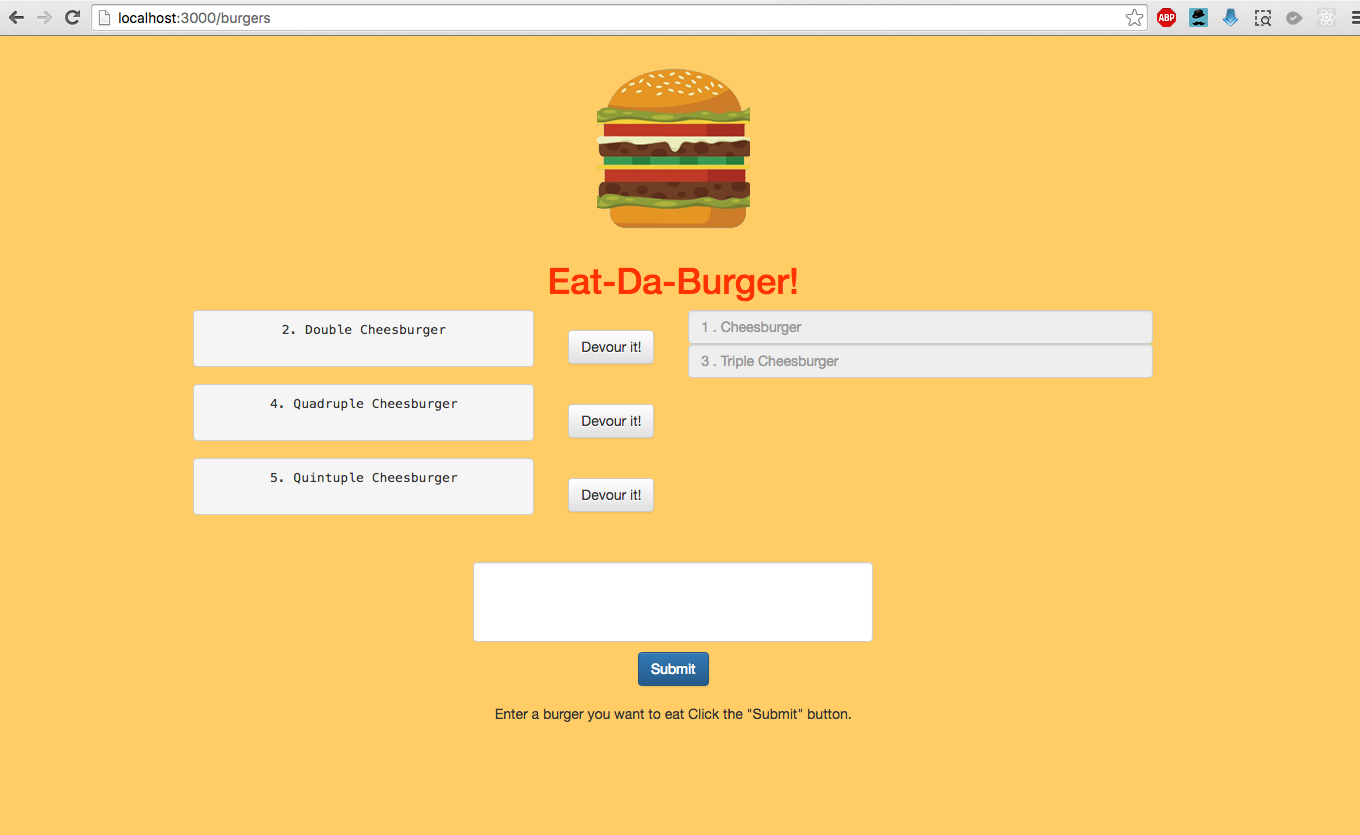 localhost:3000/burgers
ABP
Eat-Da-Burger!
2. Double Cheesburger
Devour it!
4. Quadruple Cheesburger
Devour it!
5. Quintuple Cheesburger
Devour it!
1 . Cheesburger
3 . Triple Cheesburger
Submit
Enter a burger you want to eat Click the "Submit" button.